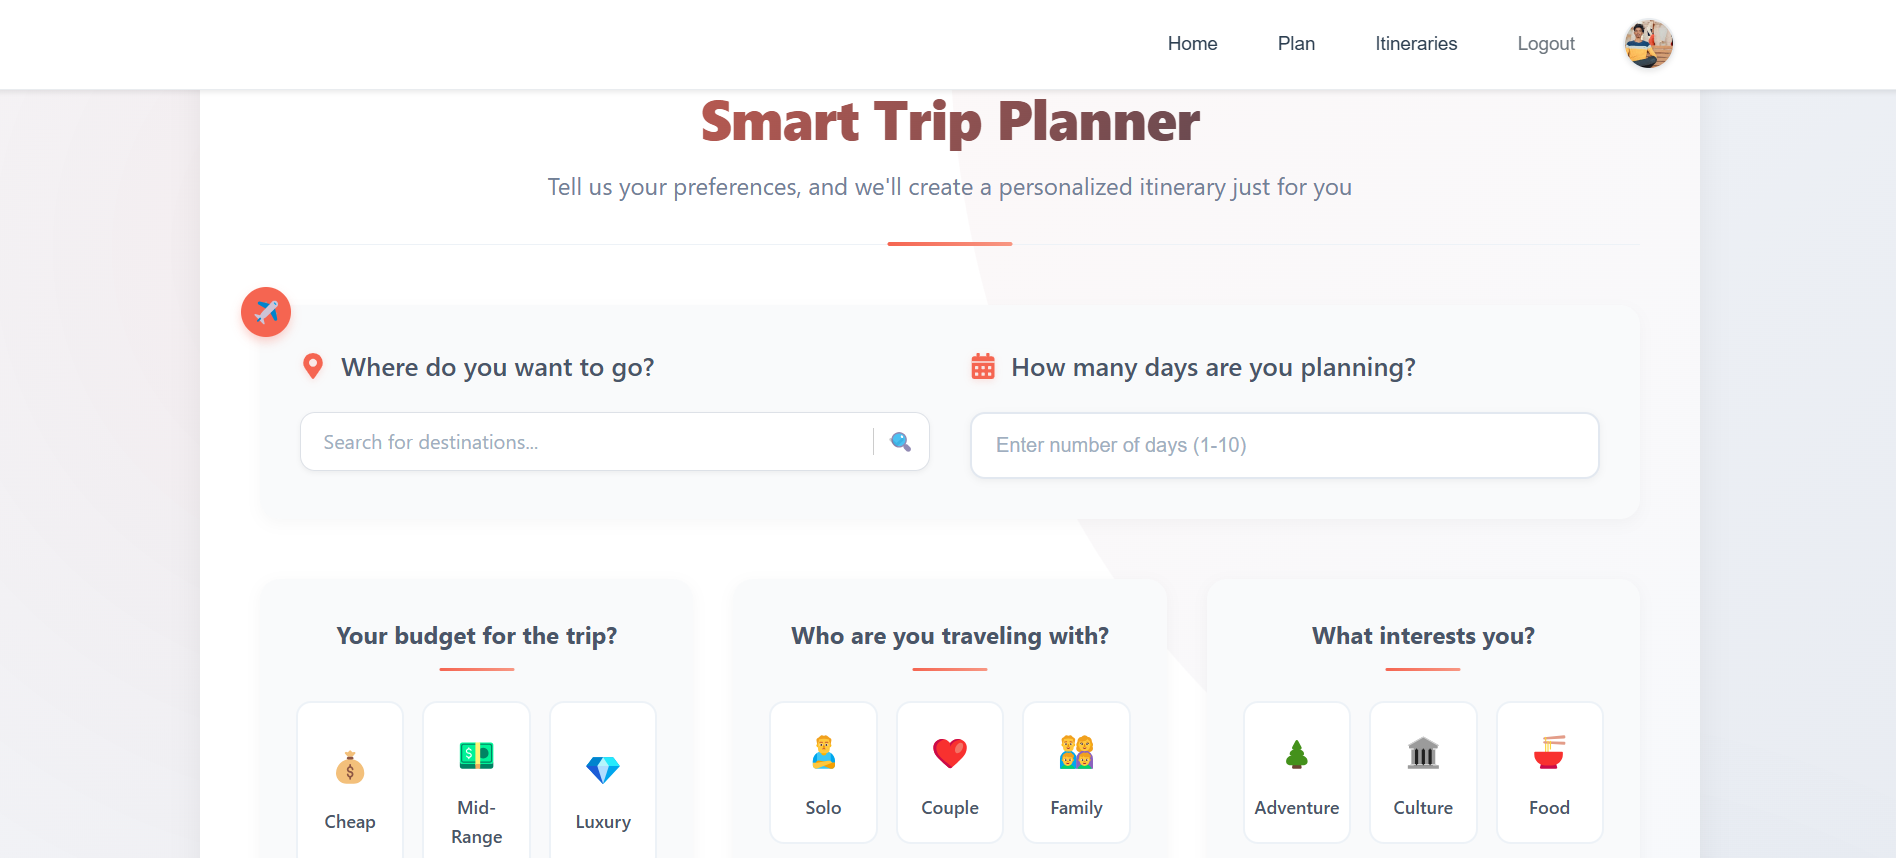 Home Plan Itineraries Logout
Smart Trip Planner
Tell us your preferences, and we'll create a personalized itinerary just for you
Where do you want to go?
Search for destinations...
How many days are you planning?
Enter number of days (1-10)
Your budget for the trip?
Cheap
Mid-
Range
Luxury
Who are you traveling with?
Solo
Couple
Family
What interests you?
Adventure
Culture
Food